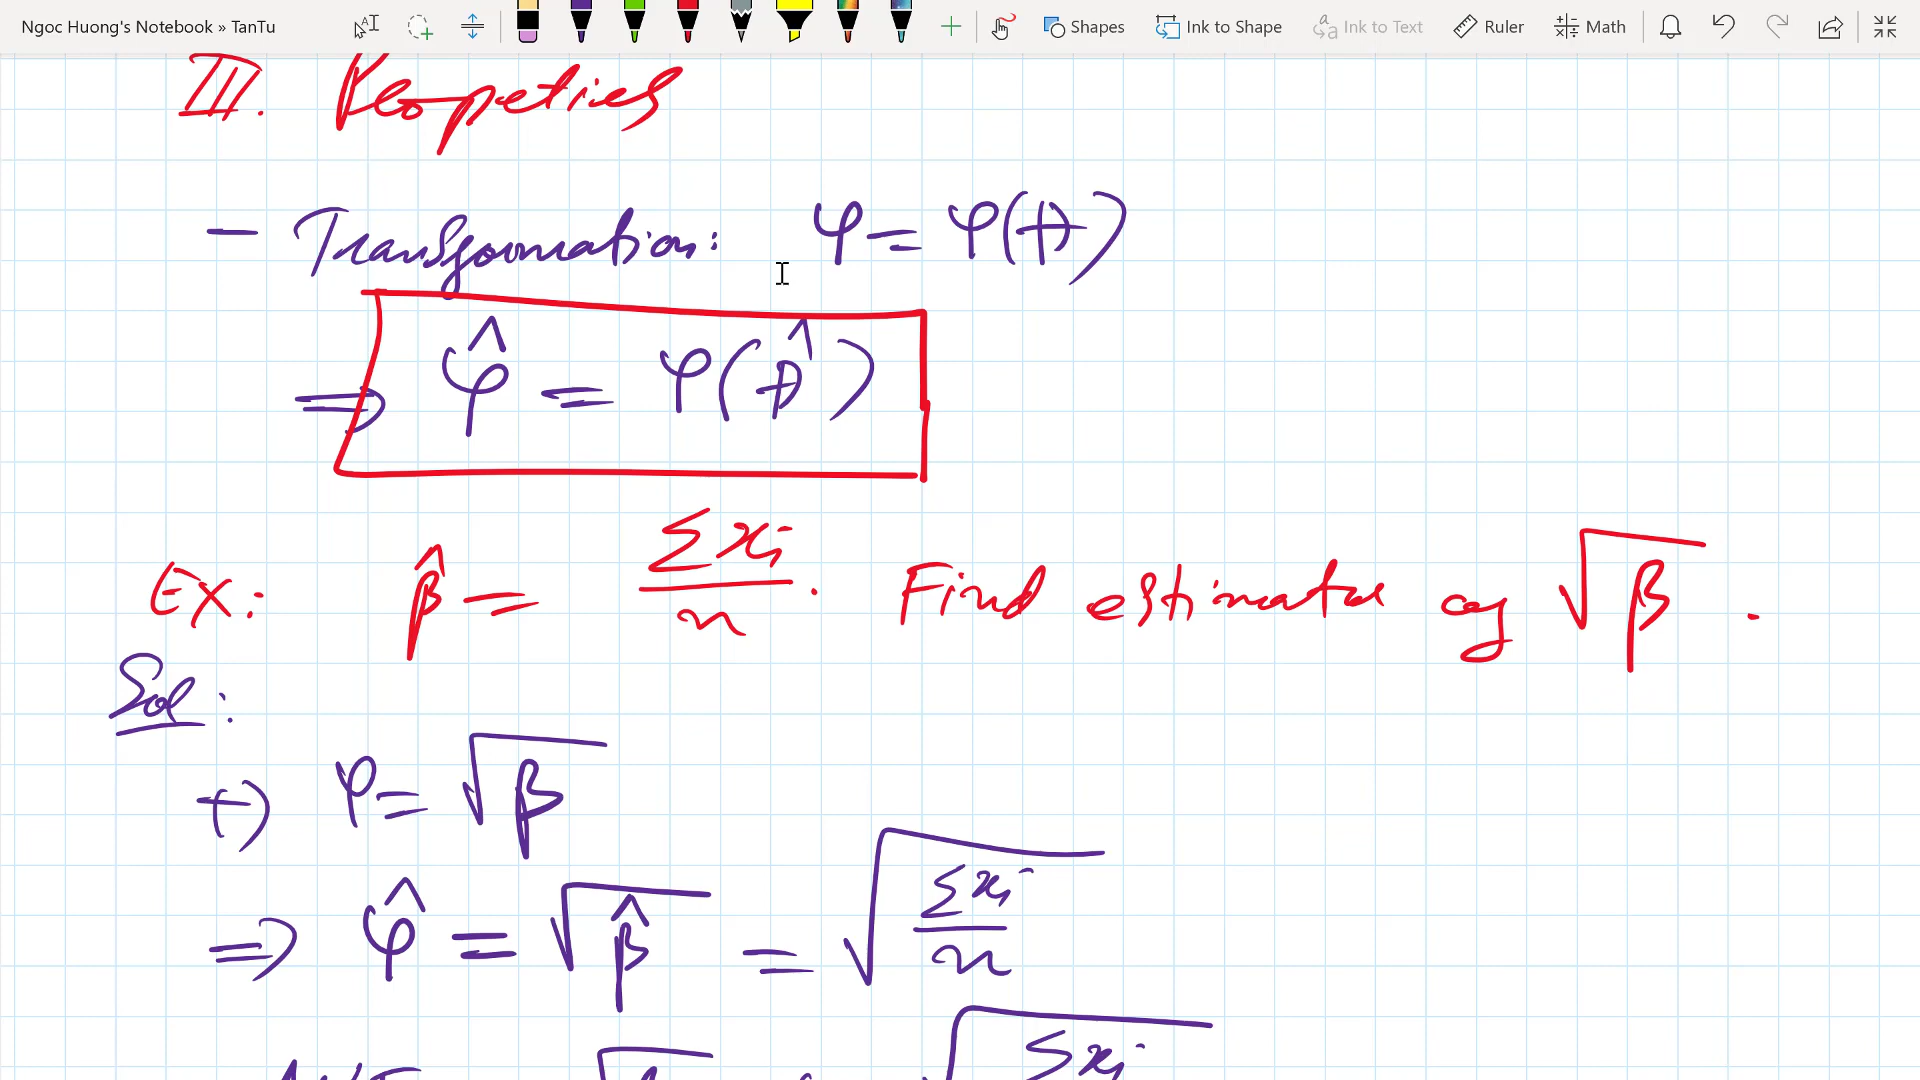 Ngoc Huong's Notebook » TanTu
Shapes Ink to Shape Ink to Text Ruler Math
III. Properties
- Transformation: φ = φ(θ)
⇒ φ̂ = φ(θ̂)
Ex: β̂ = Σxi / n . Find estimator of √β .
Sol:
+) φ = √β
⇒ φ̂ = √β̂ = √(Σxi / n)
Σxi